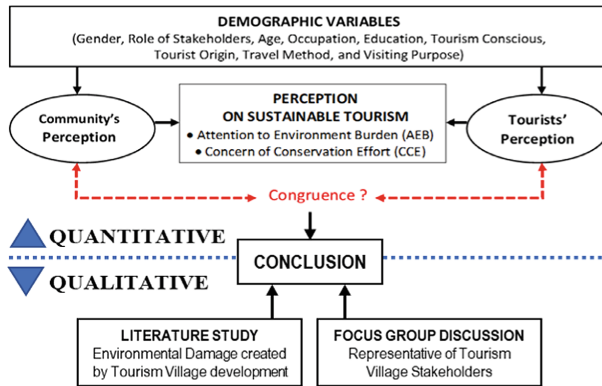 DEMOGRAPHIC VARIABLES
(Gender, Role of Stakeholders, Age, Occupation, Education, Tourism Conscious,
Tourist Origin, Travel Method, and Visiting Purpose)
Community's
Perception
PERCEPTION
ON SUSTAINABLE TOURISM
• Attention to Environment Burden (AEB)
• Concern of Conservation Effort (CCE)
Tourists'
Perception
Congruence ?
QUANTITATIVE
CONCLUSION
QUALITATIVE
LITERATURE STUDY
Environmental Damage created
by Tourism Village development
FOCUS GROUP DISCUSSION
Representative of Tourism
Village Stakeholders